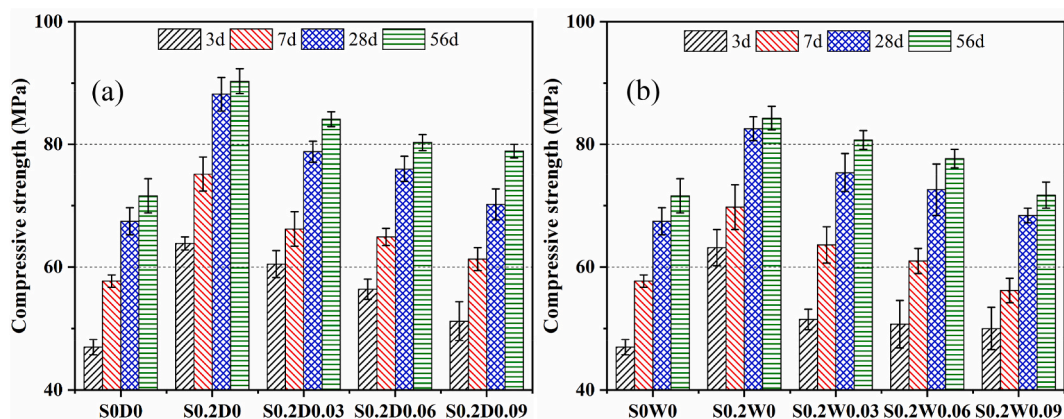 100
80
60
40
Compressive strength (MPa)
3d 7d 28d 56d
(a)
S0D0 S0.2D0 S0.2D0.03 S0.2D0.06 S0.2D0.09
100
80
60
40
Compressive strength (MPa)
3d 7d 28d 56d
(b)
S0W0 S0.2W0 S0.2W0.03 S0.2W0.06 S0.2W0.09